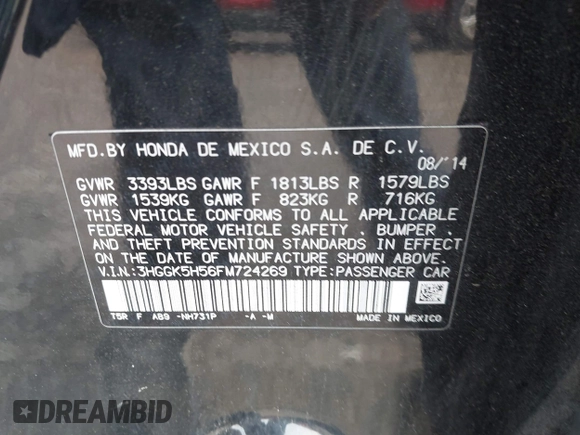 MFD.BY HONDA DE MEXICO S.A. DE C.V.
08/'14
GVWR 3393LBS GAWR F 1813LBS R 1579LBS
GVWR 1539KG GAWR F 823KG R 716KG
THIS VEHICLE CONFORMS TO ALL APPLICABLE
FEDERAL MOTOR VEHICLE SAFETY , BUMPER ,
AND THEFT PREVENTION STANDARDS IN EFFECT
ON THE DATE OF MANUFACTURE SHOWN ABOVE.
V.I.N:3HGGK5H56FM724269 TYPE:PASSENGER CAR
T5R F AB9 -NH731P -A -M MADE IN MEXICO
DREAMBID